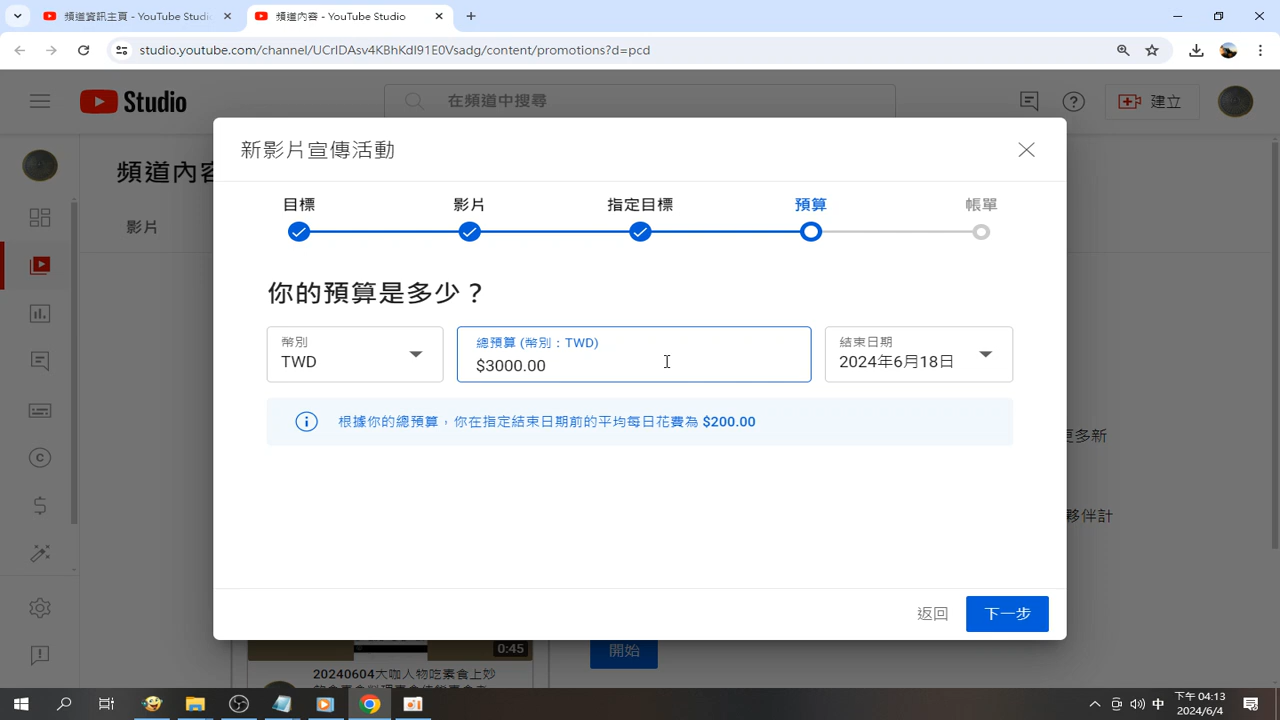 頻道資訊主頁 - YouTube Studi
頻道內容 - YouTube Studio
studio.youtube.com/channel/UCrIDAsv4KBhKdI91E0Vsadg/content/promotions?d=pcd
Studio
在頻道中搜尋
建立
頻道內容
影片
新影片宣傳活動
目標
影片
指定目標
預算
帳單
你的預算是多少？
幣別
TWD
總預算 (幣別：TWD)
$3000.00
結束日期
2024年6月18日
根據你的總預算，你在指定結束日期前的平均每日花費為 $200.00
更多新
夥伴計
返回
下一步
開始
0:45
20240604大咖人物吃素食上妙
中
下午 04:13
2024/6/4